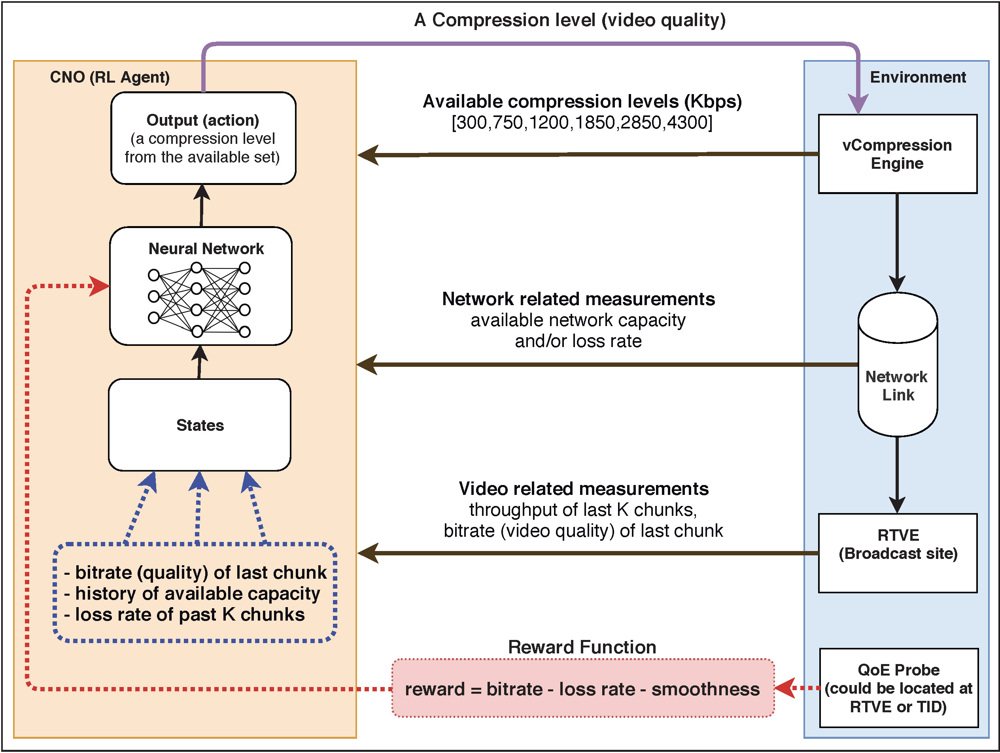 A Compression level (video quality)
CNO (RL Agent)
Environment
Output (action)
(a compression level
from the available set)
Available compression levels (Kbps)
[300,750,1200,1850,2850,4300]
vCompression
Engine
Neural Network
Network related measurements
available network capacity
and/or loss rate
Network
Link
States
Video related measurements
throughput of last K chunks,
bitrate (video quality) of last chunk
RTVE
(Broadcast site)
- bitrate (quality) of last chunk
- history of available capacity
- loss rate of past K chunks
Reward Function
reward = bitrate - loss rate - smoothness
QoE Probe
(could be located at
RTVE or TID)